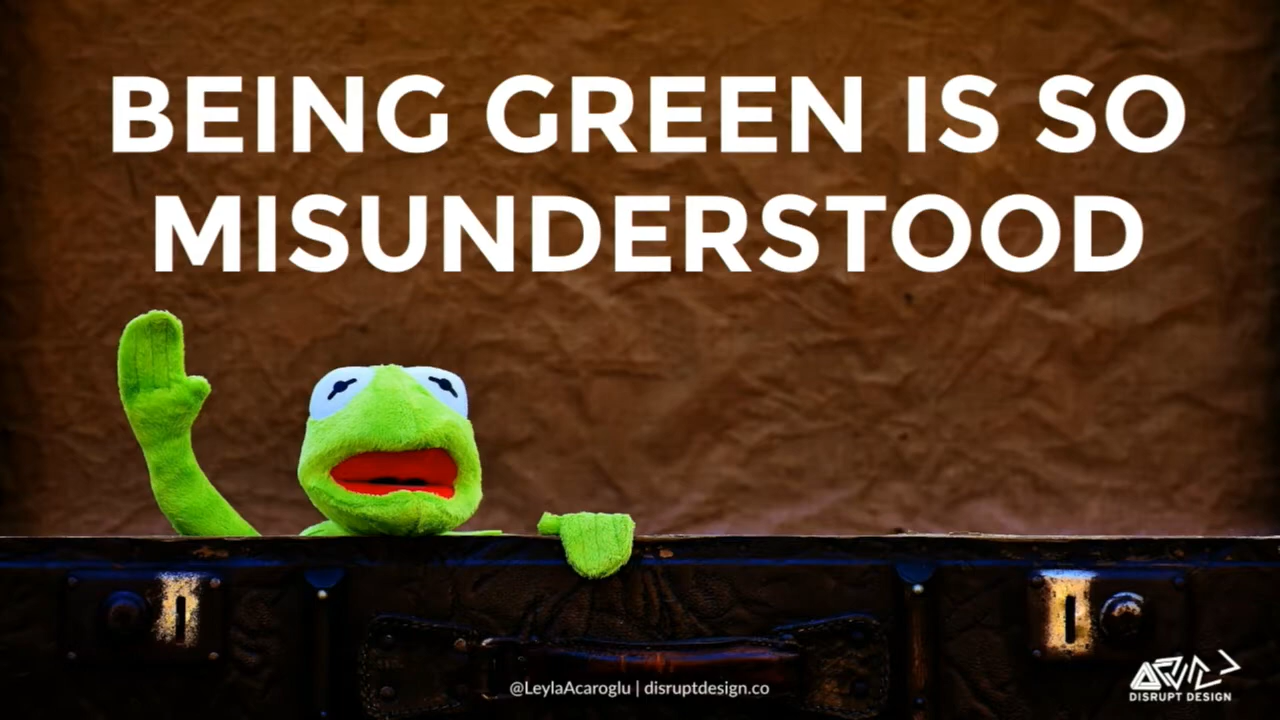 BEING GREEN IS SO
MISUNDERSTOOD
@LeylaAcaroglu | disruptdesign.co
DISRUPT DESIGN